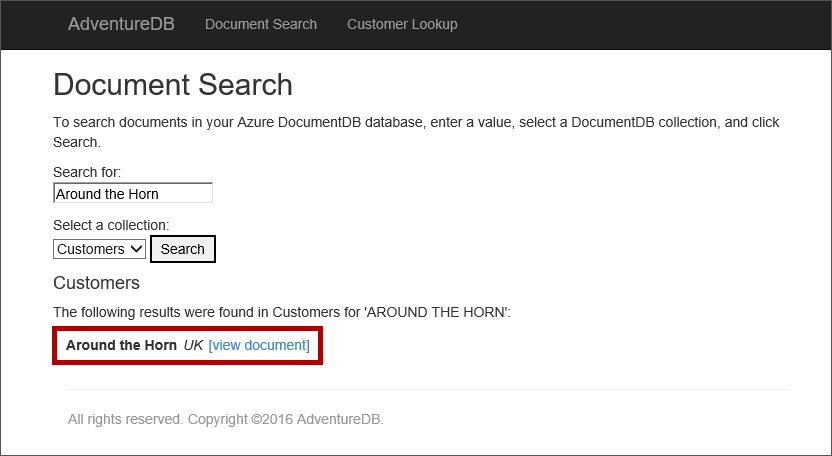 AdventureDB Document Search Customer Lookup
Document Search
To search documents in your Azure DocumentDB database, enter a value, select a DocumentDB collection, and click
Search.
Search for:
Around the Horn
Select a collection:
Customers Search
Customers
The following results were found in Customers for 'AROUND THE HORN':
Around the Horn UK [view document]
All rights reserved. Copyright ©2016 AdventureDB.